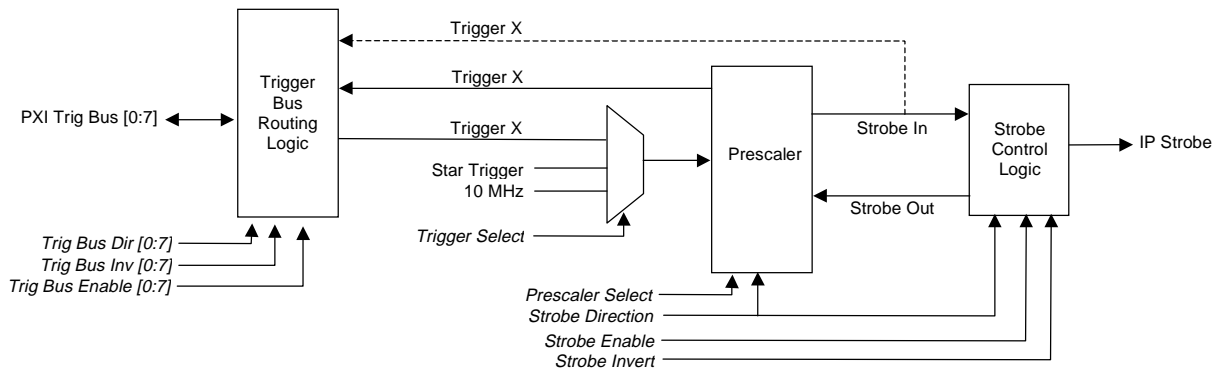 Trigger X
Trigger
Bus
Routing
Logic
PXI Trig Bus [0:7]
Trigger X
Trigger X
Star Trigger
10 MHz
Trigger Select
Trig Bus Dir [0:7]
Trig Bus Inv [0:7]
Trig Bus Enable [0:7]
Prescaler
Strobe In
Strobe Out
Strobe
Control
Logic
IP Strobe
Prescaler Select
Strobe Direction
Strobe Enable
Strobe Invert